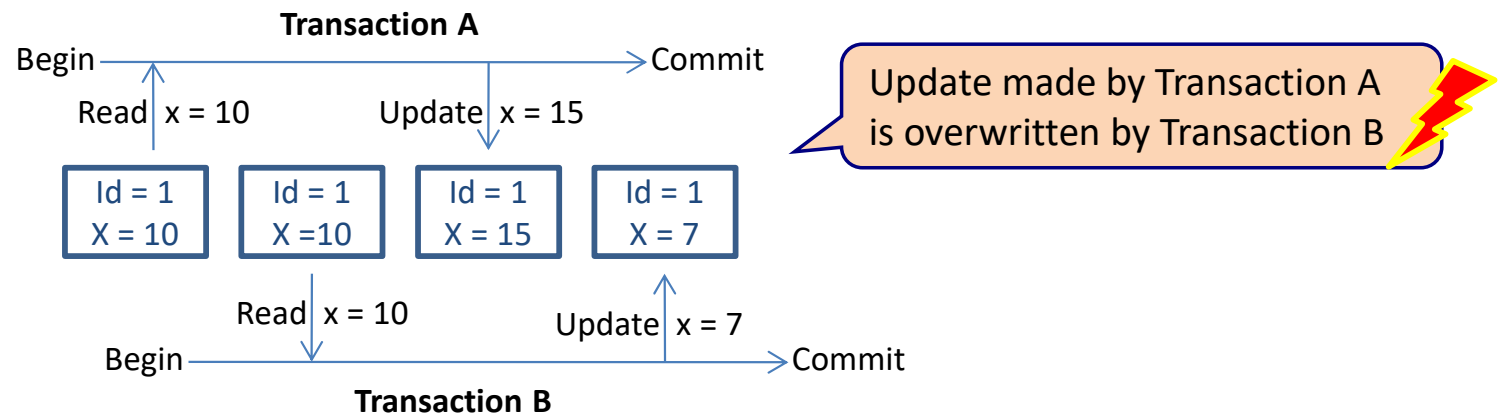 Transaction A
Begin
Commit
Read x = 10
Update x = 15
Update made by Transaction A
is overwritten by Transaction B
Id = 1
X = 10
Id = 1
X =10
Id = 1
X = 15
Id = 1
X = 7
Read x = 10
Update x = 7
Begin
Commit
Transaction B